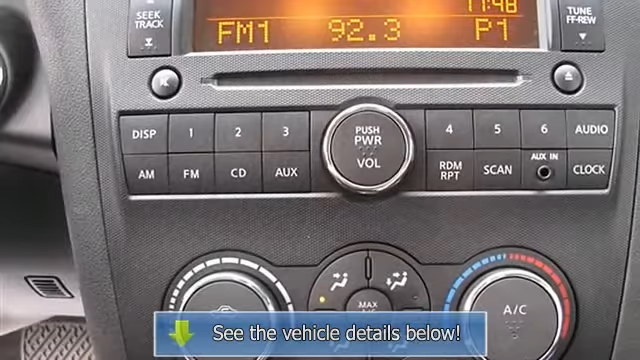 SEEK
TRACK
11:48
FM1 92.3 P1
TUNE
FF-REW
DISP 1 2 3
PUSH
PWR
VOL
4 5 6 AUDIO
AM FM CD AUX
RDM
RPT
SCAN
AUX IN
CLOCK
MAX
A/C
A/C
See the vehicle details below!